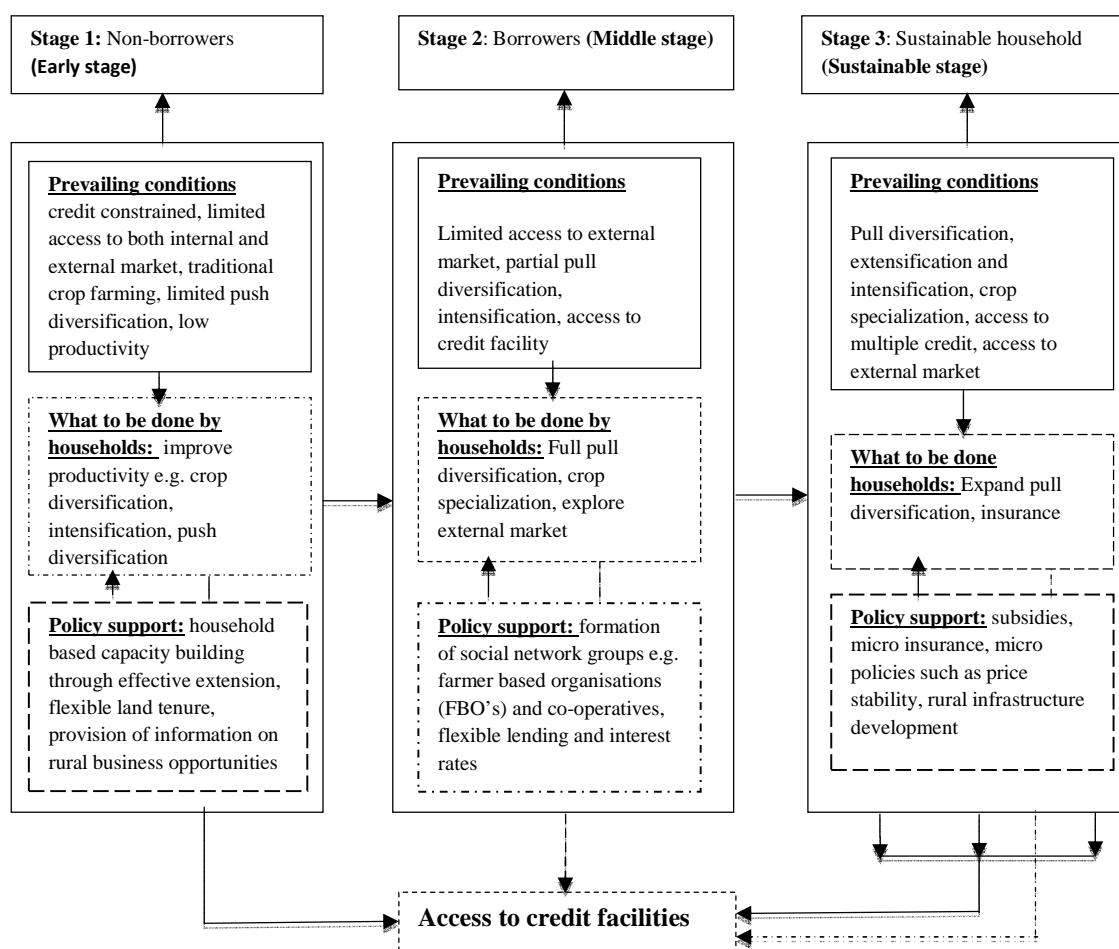 Stage 1: Non-borrowers
(Early stage)
Prevailing conditions
credit constrained, limited
access to both internal and
external market, traditional
crop farming, limited push
diversification, low
productivity
What to be done by
households: improve
productivity e.g. crop
diversification,
intensification, push
diversification
Policy support: household
based capacity building
through effective extension,
flexible land tenure,
provision of information on
rural business opportunities
Stage 2: Borrowers (Middle stage)
Prevailing conditions
Limited access to external
market, partial pull
diversification,
intensification, access to
credit facility
What to be done by
households: Full pull
diversification, crop
specialization, explore
external market
Policy support: formation
of social network groups e.g.
farmer based organisations
(FBO's) and co-operatives,
flexible lending and interest
rates
Stage 3: Sustainable household
(Sustainable stage)
Prevailing conditions
Pull diversification,
extensification and
intensification, crop
specialization, access to
multiple credit, access to
external market
What to be done
households: Expand pull
diversification, insurance
Policy support: subsidies,
micro insurance, micro
policies such as price
stability, rural infrastructure
development
Access to credit facilities